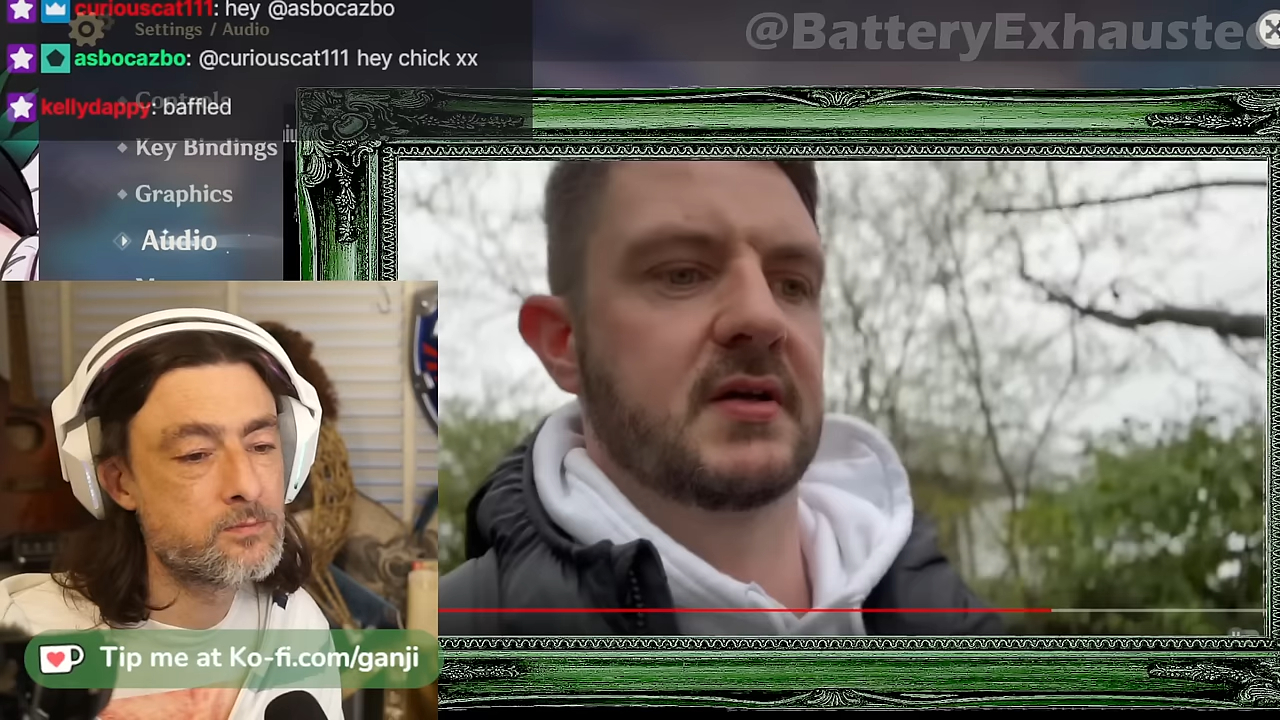 curiouscat111: hey @asbocazbo
Settings / Audio
@BatteryExhausted
asbocazbo: @curiouscat111 hey chick xx
Controls
kellydappy: baffled
Key Bindings
Graphics
Audio
Tip me at Ko-fi.com/ganji